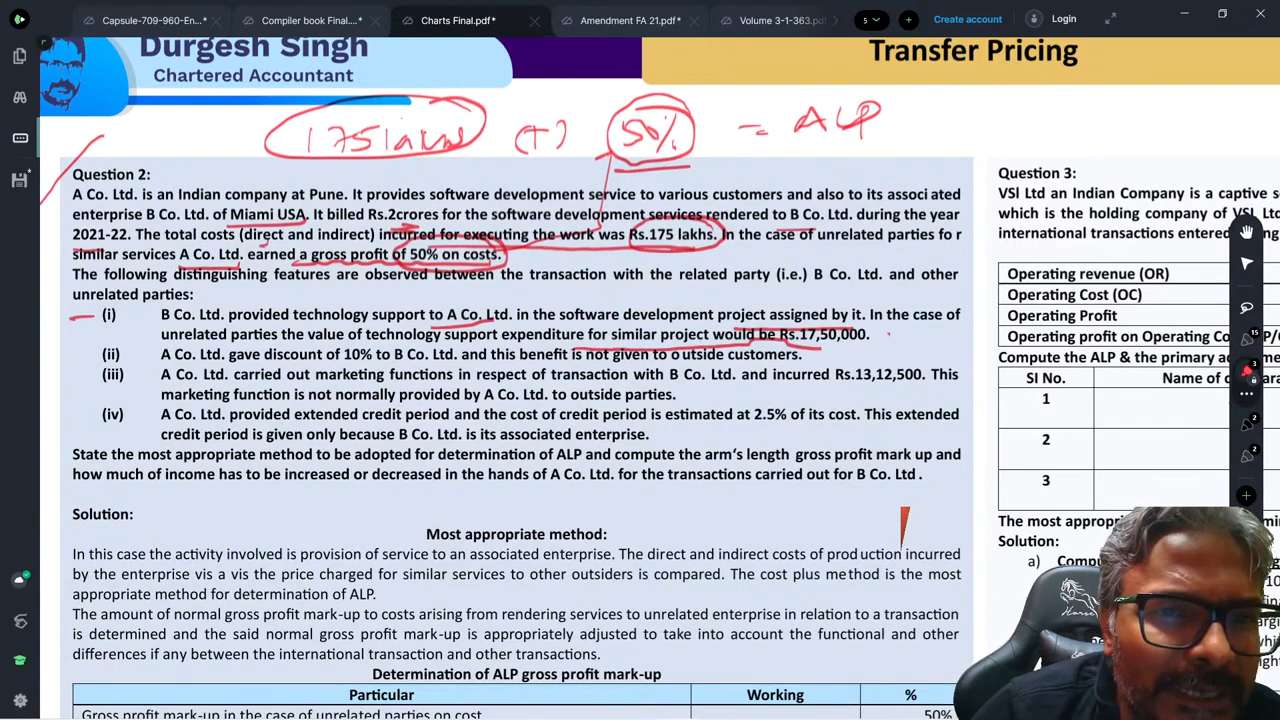 Capsule-709-960-En...*
Compiler book Final....*
Charts Final.pdf*
Amendment FA 21.pdf*
Volume 3-1-363.pd
5
Create account
Login
Durgesh Singh
Chartered Accountant
Transfer Pricing
175 lakhs (+) 50% = ALP
Question 2:
A Co. Ltd. is an Indian company at Pune. It provides software development service to various customers and also to its associated
enterprise B Co. Ltd. of Miami USA. It billed Rs.2crores for the software development services rendered to B Co. Ltd. during the year
2021-22. The total costs (direct and indirect) incurred for executing the work was Rs.175 lakhs. In the case of unrelated parties for
similar services A Co. Ltd. earned a gross profit of 50% on costs.
The following distinguishing features are observed between the transaction with the related party (i.e.) B Co. Ltd. and other
unrelated parties:
(i) B Co. Ltd. provided technology support to A Co. Ltd. in the software development project assigned by it. In the case of
unrelated parties the value of technology support expenditure for similar project would be Rs.17,50,000.
(ii) A Co. Ltd. gave discount of 10% to B Co. Ltd. and this benefit is not given to outside customers.
(iii) A Co. Ltd. carried out marketing functions in respect of transaction with B Co. Ltd. and incurred Rs.13,12,500. This
marketing function is not normally provided by A Co. Ltd. to outside parties.
(iv) A Co. Ltd. provided extended credit period and the cost of credit period is estimated at 2.5% of its cost. This extended
credit period is given only because B Co. Ltd. is its associated enterprise.
State the most appropriate method to be adopted for determination of ALP and compute the arm's length gross profit mark up and
how much of income has to be increased or decreased in the hands of A Co. Ltd. for the transactions carried out for B Co. Ltd.
Solution:
Most appropriate method:
In this case the activity involved is provision of service to an associated enterprise. The direct and indirect costs of production incurred
by the enterprise vis a vis the price charged for similar services to other outsiders is compared. The cost plus method is the most
appropriate method for determination of ALP.
The amount of normal gross profit mark-up to costs arising from rendering services to unrelated enterprise in relation to a transaction
is determined and the said normal gross profit mark-up is appropriately adjusted to take into account the functional and other
differences if any between the international transaction and other transactions.
Determination of ALP gross profit mark-up
Particular Working %
Gross profit mark-up in the case of unrelated parties on cost 50%
Question 3:
VSI Ltd an Indian Company is a captive s
which is the holding company of VSI Ltd
international transactions entered
Operating revenue (OR)
Operating Cost (OC)
Operating Profit
Operating profit on Operating C
Compute the ALP & the primary a
SI No. Name of
1
2
3
The most approp
Solution:
a)